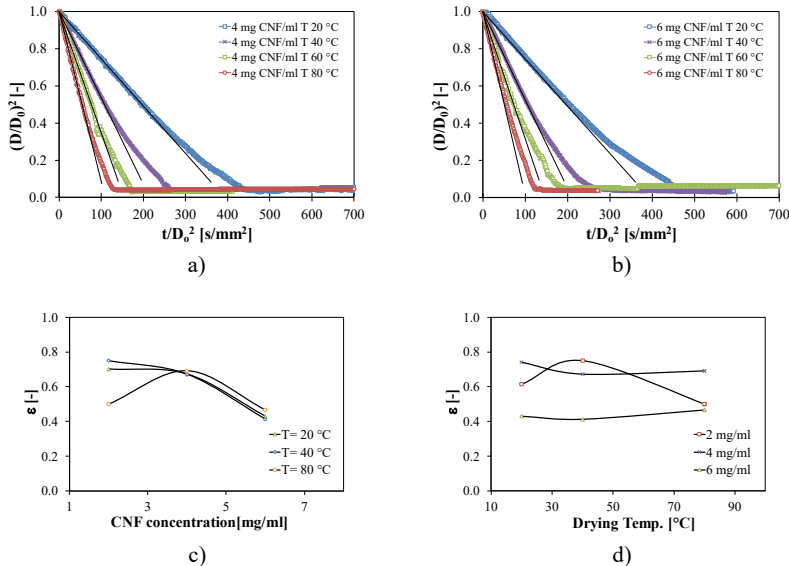 4 mg CNF/ml T 20 °C
4 mg CNF/ml T 40 °C
4 mg CNF/ml T 60 °C
4 mg CNF/ml T 80 °C
1.0
0.8
0.6
0.4
0.2
0.0
(D/D₀)² [-]
0 100 200 300 400 500 600 700
t/Dₒ² [s/mm²]
a)
6 mg CNF/ml T 20 °C
6 mg CNF/ml T 40 °C
6 mg CNF/ml T 60 °C
6 mg CNF/ml T 80 °C
1.0
0.8
0.6
0.4
0.2
0.0
(D/D₀)² [-]
0 100 200 300 400 500 600 700
t/Dₒ² [s/mm²]
b)
1.0
0.8
0.6
0.4
0.2
0.0
ε [-]
T= 20 °C
T= 40 °C
T= 80 °C
1 3 5 7
CNF concentration[mg/ml]
c)
1.0
0.8
0.6
0.4
0.2
0.0
ε [-]
2 mg/ml
4 mg/ml
6 mg/ml
10 30 50 70 90
Drying Temp. [°C]
d)